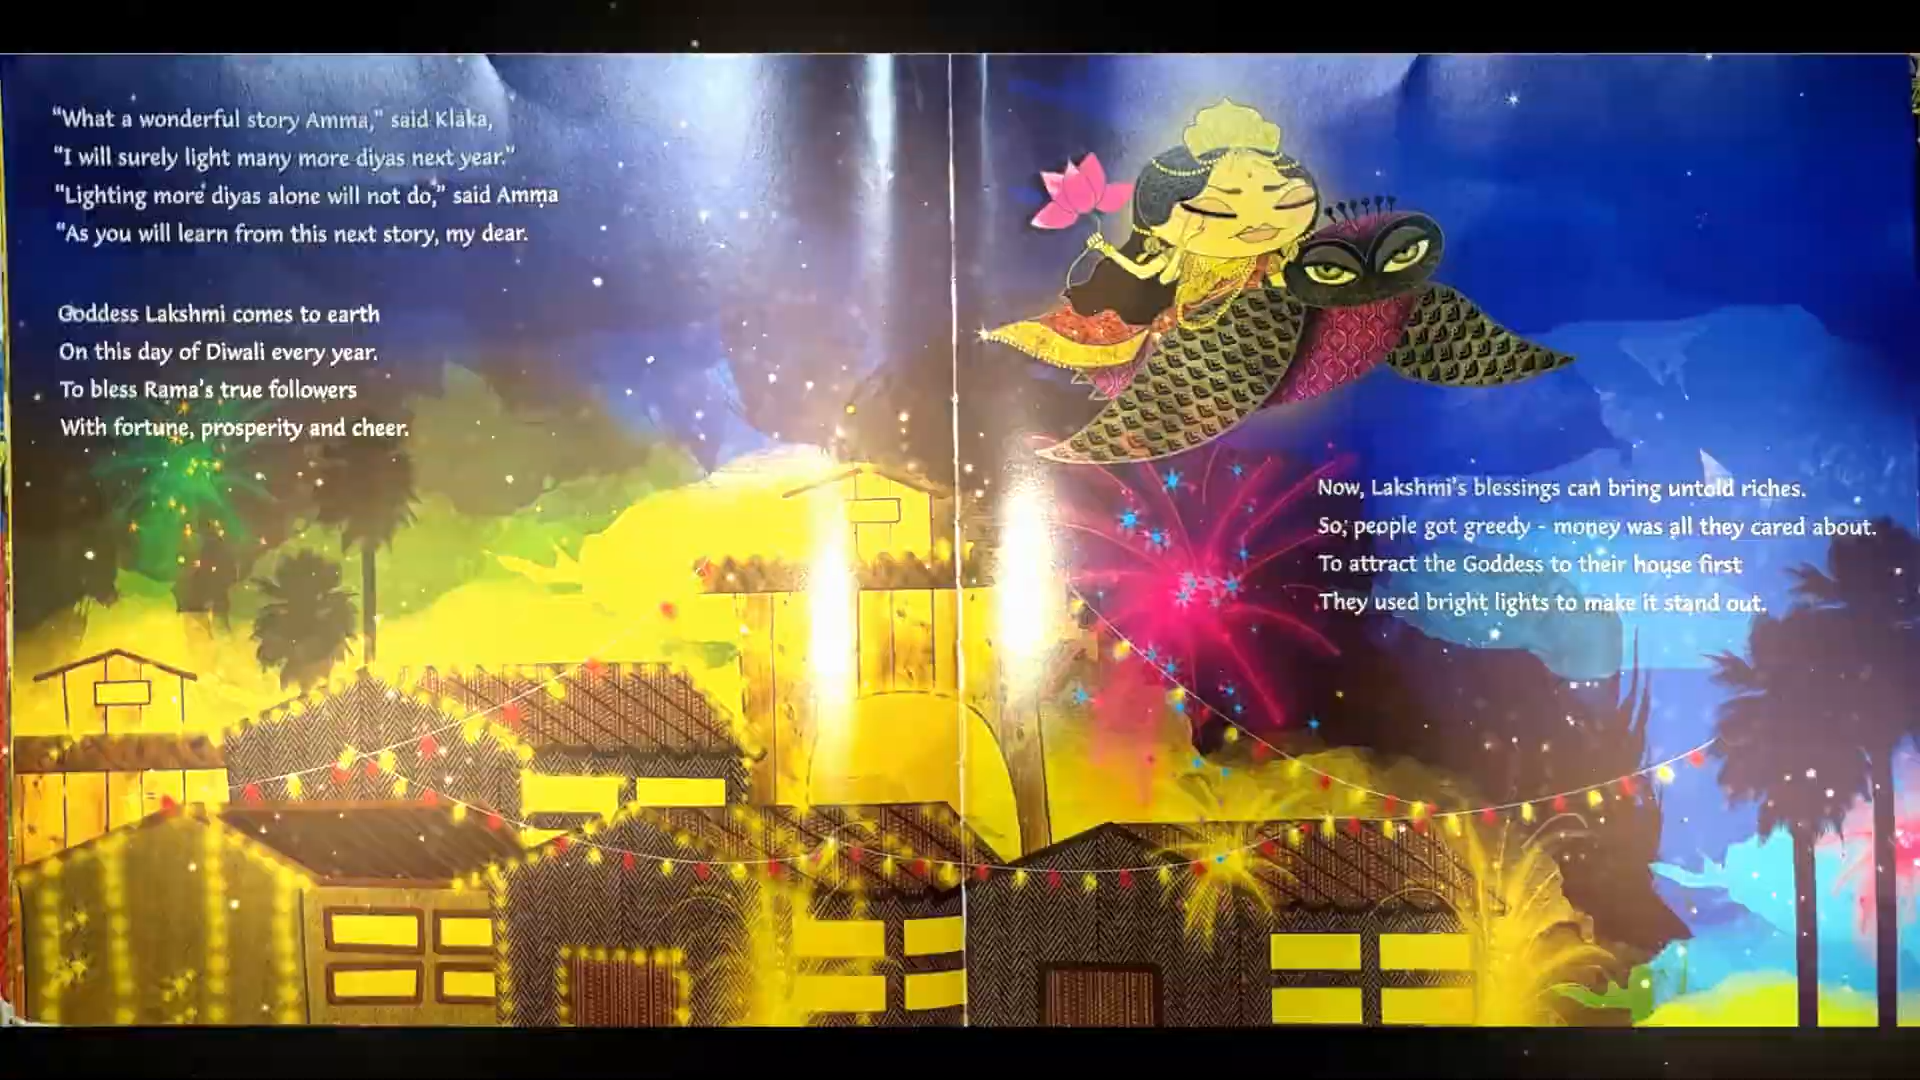 “What a wonderful story Amma,” said Klaka,
“I will surely light many more diyas next year.”
“Lighting more diyas alone will not do,” said Amma
“As you will learn from this next story, my dear.
Goddess Lakshmi comes to earth
On this day of Diwali every year.
To bless Rama’s true followers
With fortune, prosperity and cheer.
Now, Lakshmi’s blessings can bring untold riches.
So, people got greedy - money was all they cared about.
To attract the Goddess to their house first
They used bright lights to make it stand out.